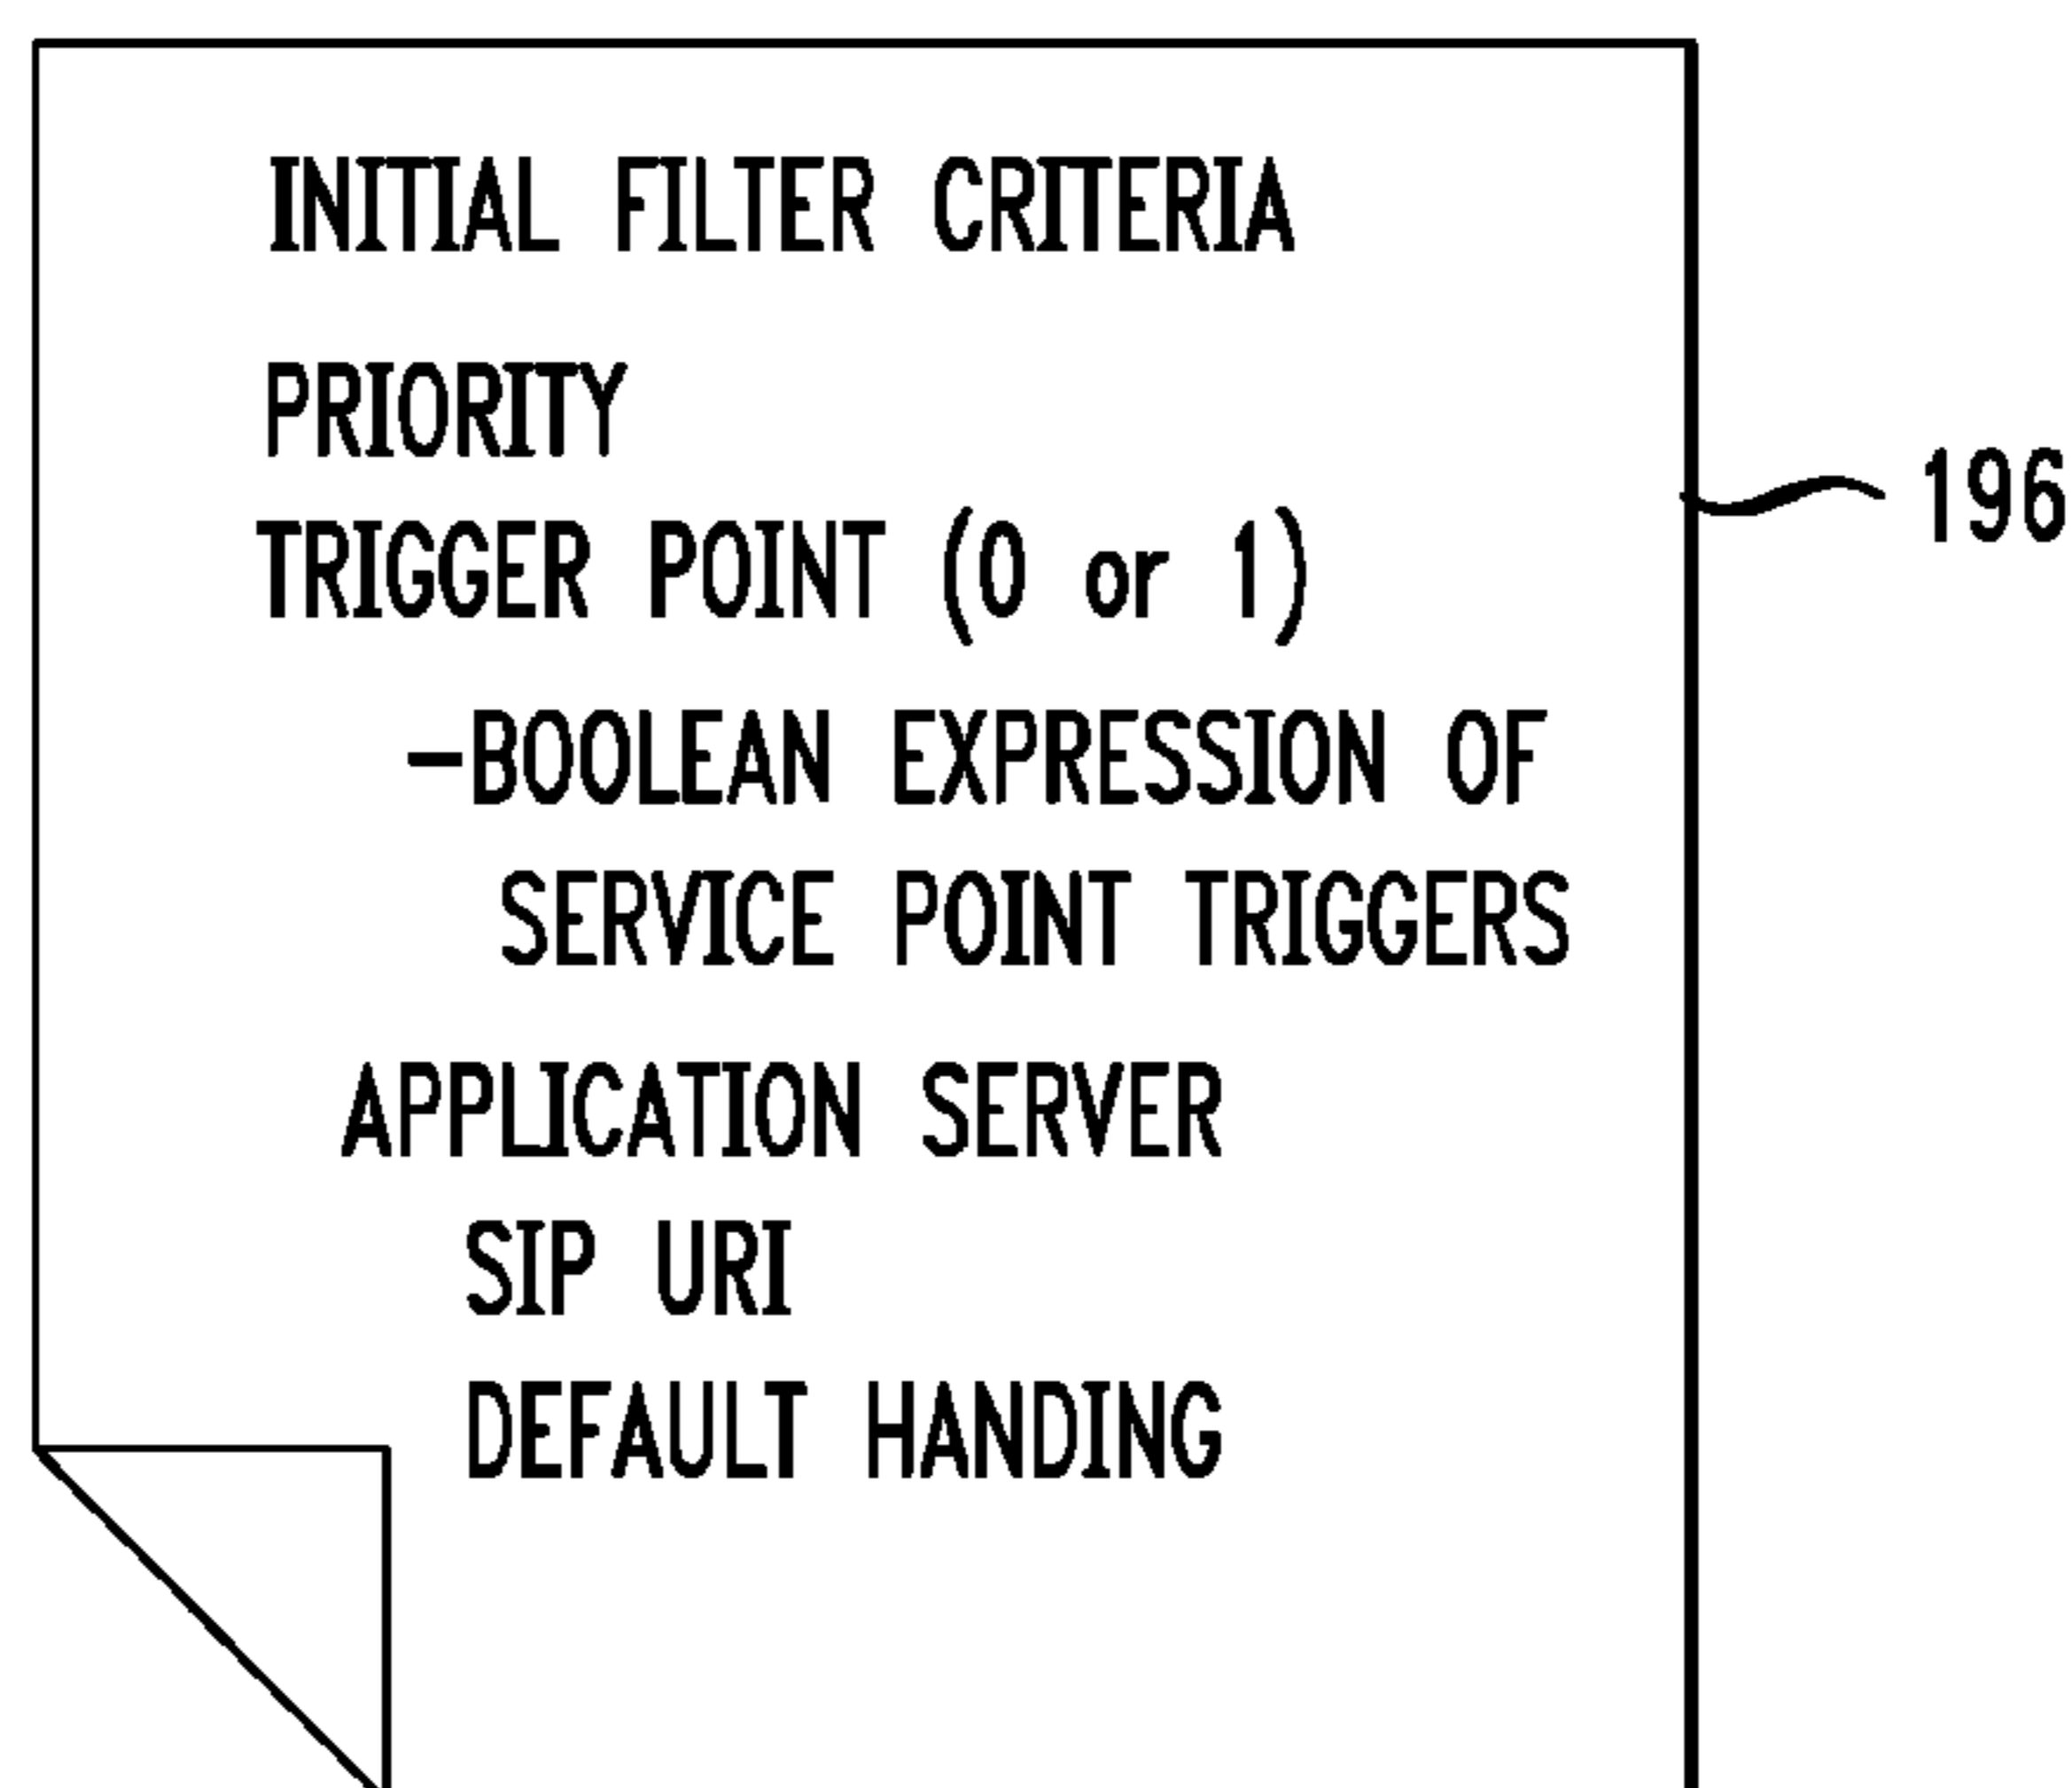 INITIAL FILTER CRITERIA
PRIORITY
TRIGGER POINT (0 or 1)
-BOOLEAN EXPRESSION OF
SERVICE POINT TRIGGERS
APPLICATION SERVER
SIP URI
DEFAULT HANDING
196